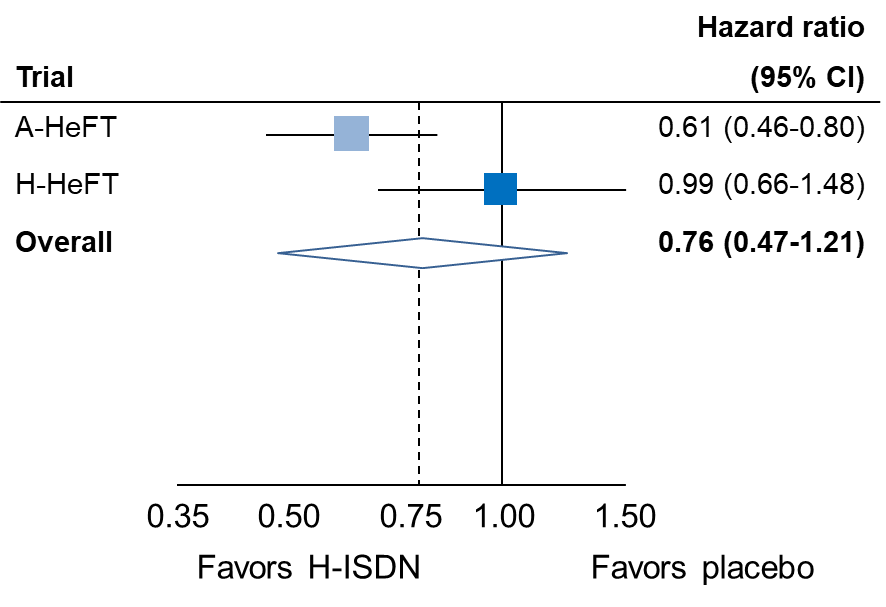 Hazard ratio
Trial (95% CI)
A-HeFT 0.61 (0.46-0.80)
H-HeFT 0.99 (0.66-1.48)
Overall 0.76 (0.47-1.21)
0.35 0.50 0.75 1.00 1.50
Favors H-ISDN Favors placebo